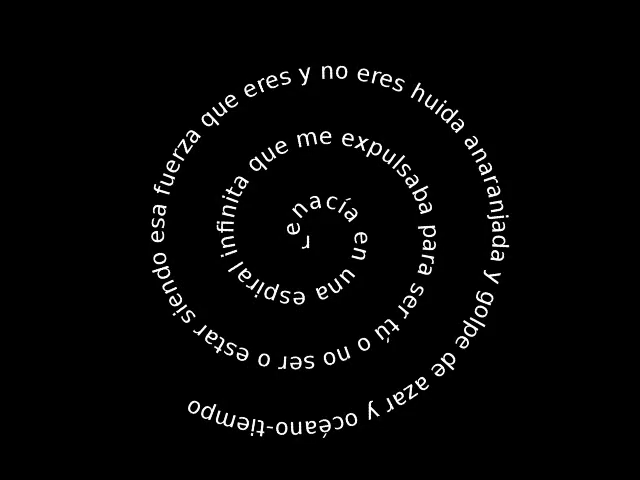 renacía en una espiral infinita que me expulsaba para ser tú o no ser o estar siendo esa fuerza que eres y no eres huida anaranjada y golpe de azar y océano-tiempo